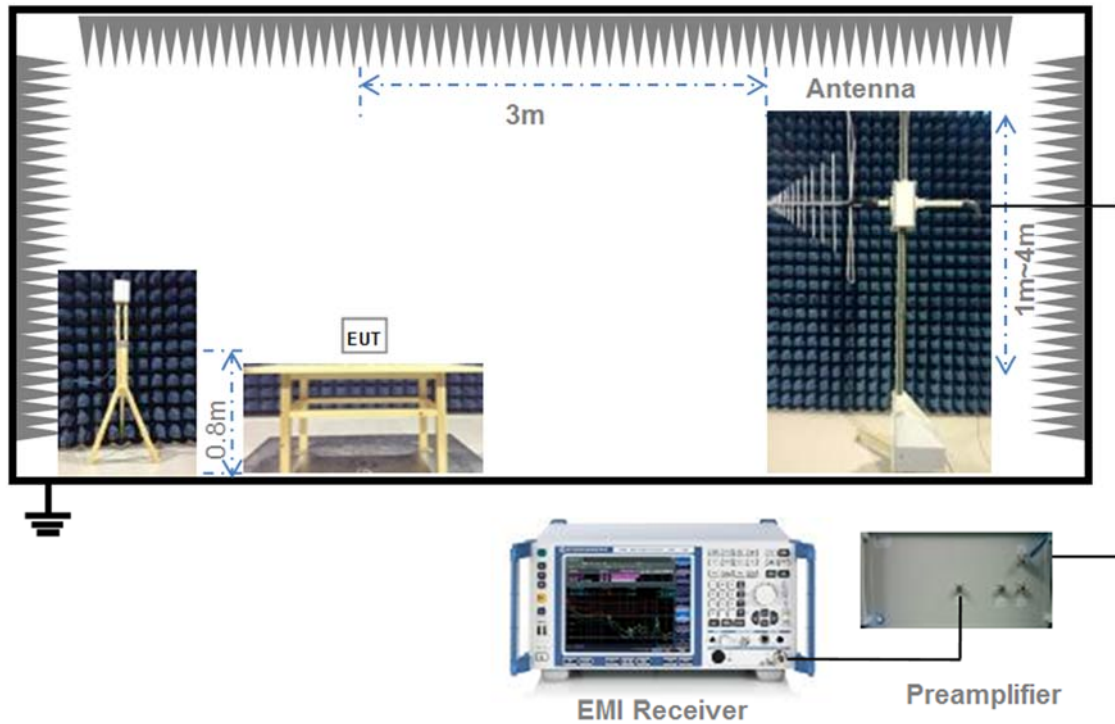 Antenna
3m
1m~4m
EUT
0.8m
EMI Receiver
Preamplifier